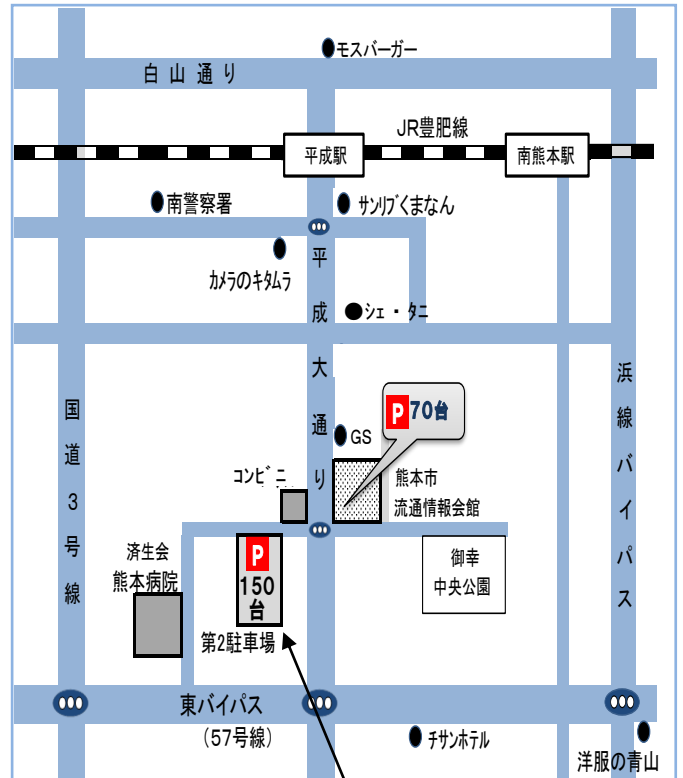 モスバーガー
白山通り
JR豊肥線
平成駅
南熊本駅
南警察署
サンリブくまなん
カメラのキタムラ
平成大通り
シェ・タニ
国道3号線
浜線バイパス
P 70台
GS
コンビニ
熊本市
流通情報会館
済生会
熊本病院
P
150
台
第2駐車場
御幸
中央公園
東バイパス
(57号線)
チサンホテル
洋服の青山